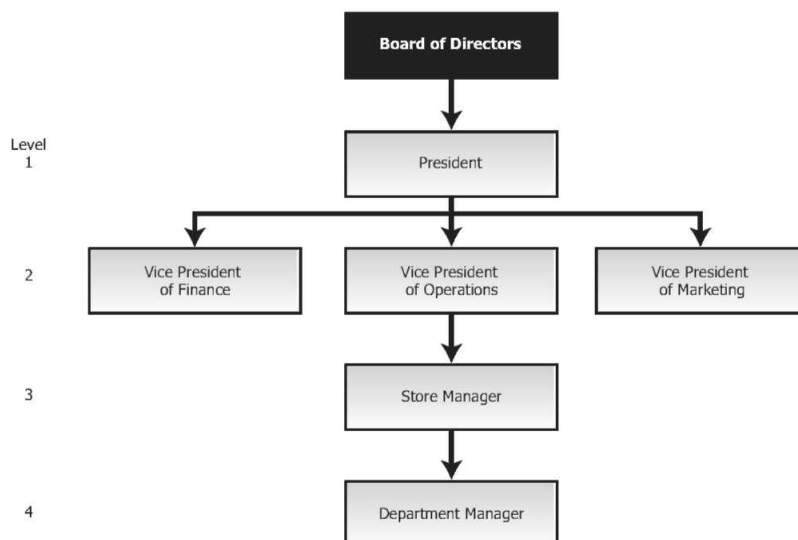 Board of Directors
Level
1
President
2
Vice President
of Finance
Vice President
of Operations
Vice President
of Marketing
3
Store Manager
4
Department Manager